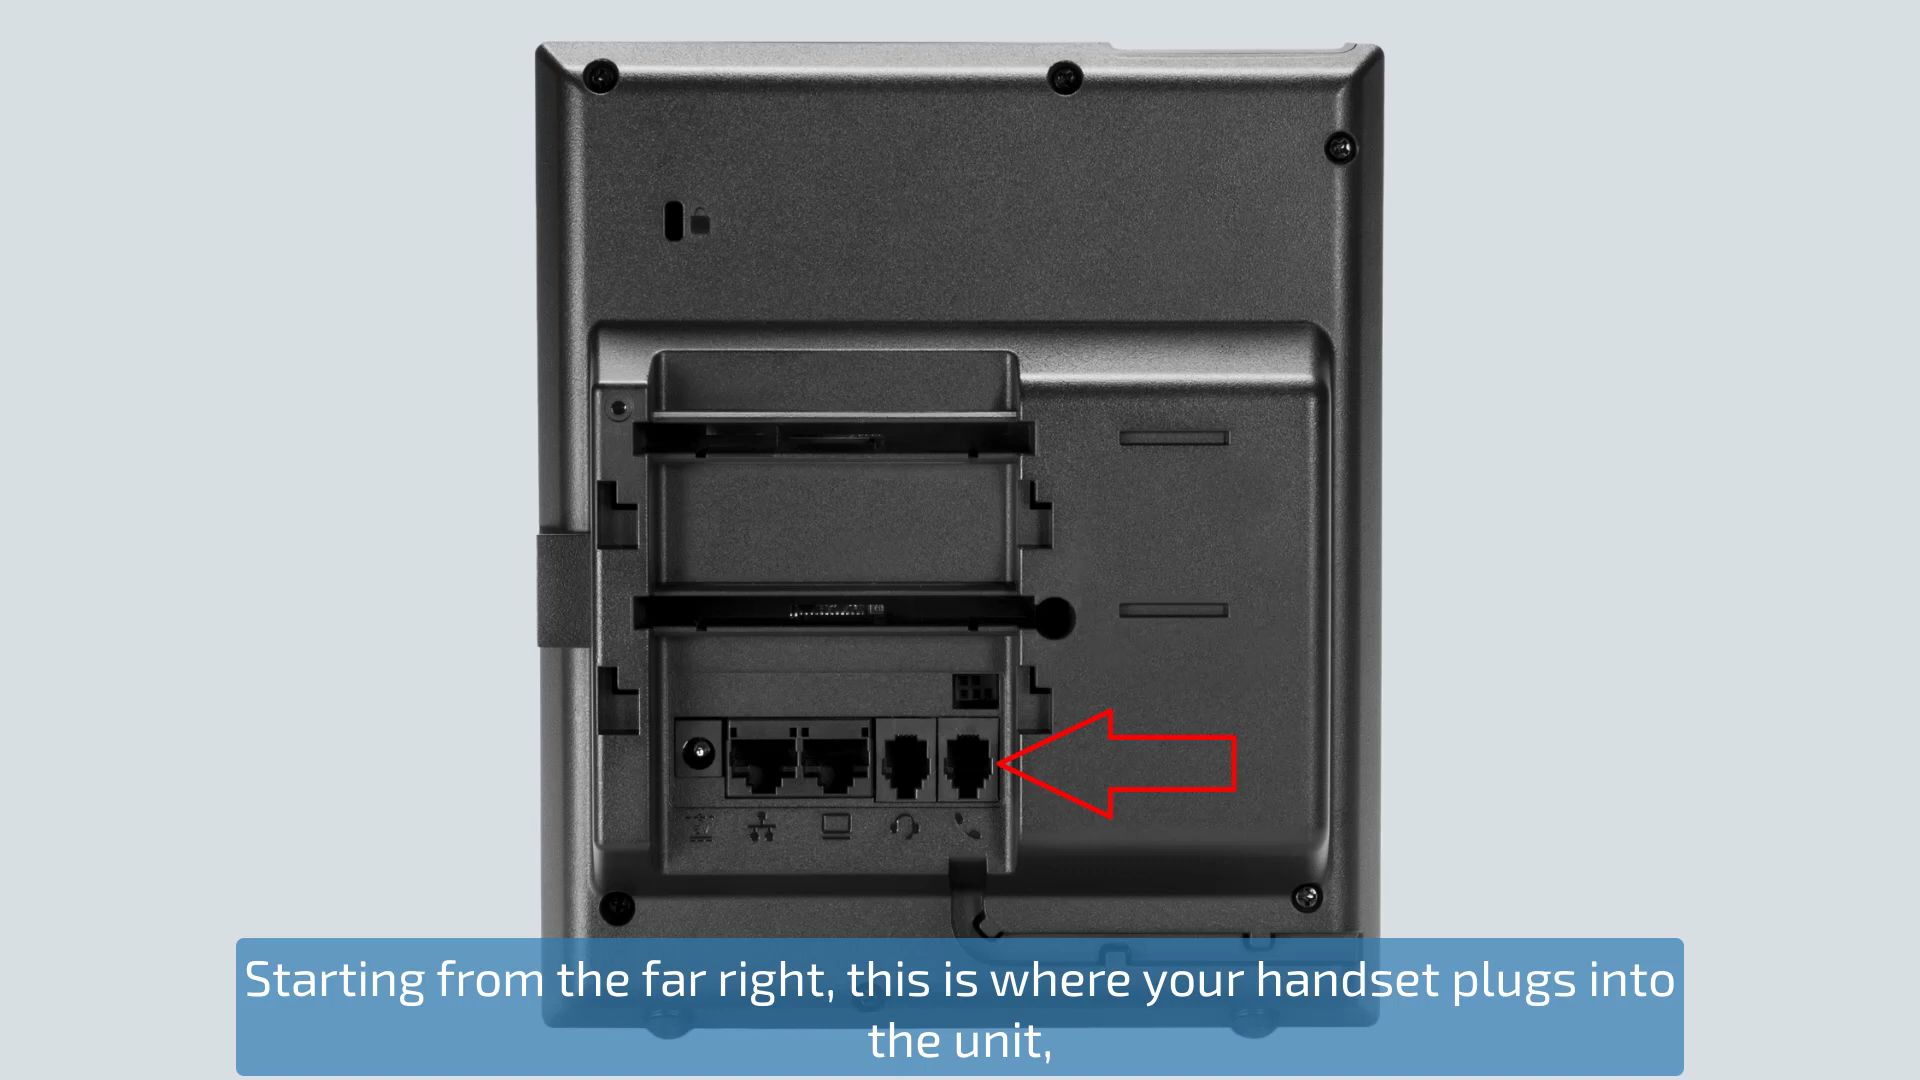 Starting from the far right, this is where your handset plugs into
the unit,